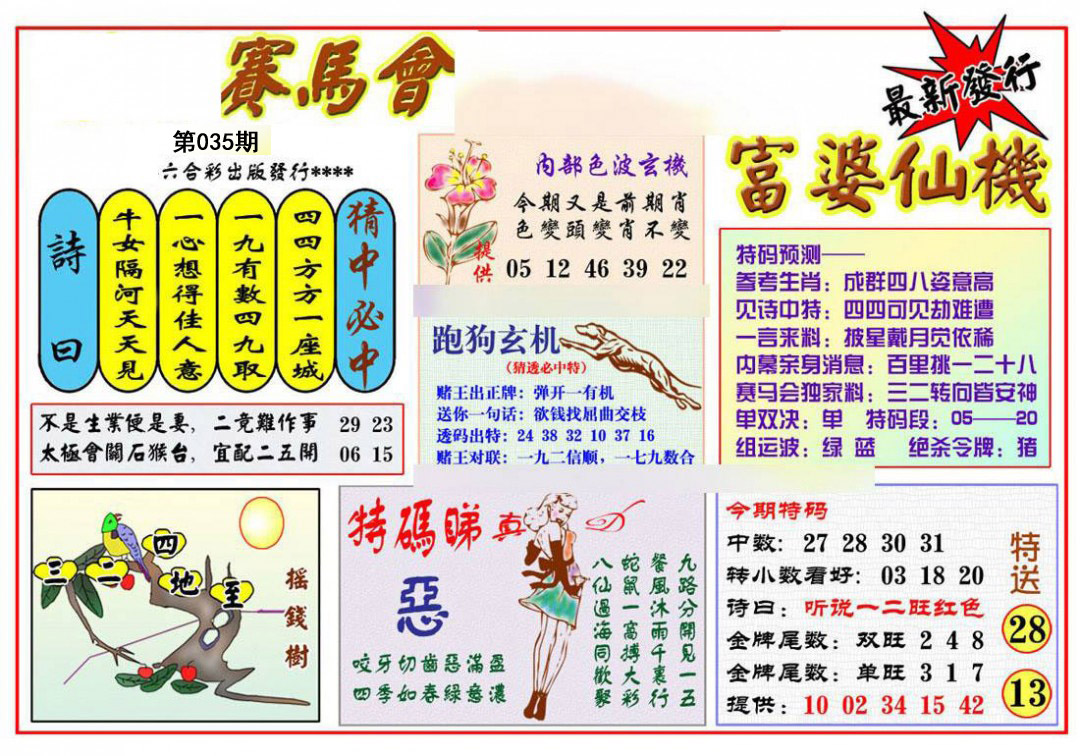 賽馬會
第035期
六合彩出版發行****
最新發行
富婆仙機
詩曰
牛女隔河天天見
一心想得佳人意
一九有數四九取
四四方方一座城
猜中必中
不是生業便是要，二竞難作事 29 23
太極會關石猴台，宜配二五開 06 15
內部色波玄機
今期又是前期肖
色變頭變肖不變
提供 05 12 46 39 22
跑狗玄机
（猜透必中特）
赌王出正牌：弹开一有机
送你一句话：欲钱找屈曲交枝
透码出特：24 38 32 10 37 16
赌王对联：一九二信顺，一七九数合
特码预测——
参考生肖：成群四八姿意高
见诗中特：四四可见劫难遭
一言来料：披星戴月觉依稀
内幕亲身消息：百里挑一二十八
赛马会独家料：三二转向皆安神
单双决：单 特码段：05——20
组运波：绿 蓝 绝杀令牌：猪
三二四地至
搖錢樹
特碼睇真D
惡
咬牙切齒惡滿盈
四季如春綠意濃
九路分開見一五
餐風沐雨千裏行
蛇鼠一窩搏大彩
八仙過海同歡聚
今期特码
中数：27 28 30 31
转小数看好：03 18 20
诗曰：听说一二旺红色
金牌尾数：双旺 2 4 8
金牌尾数：单旺 3 1 7
提供：10 02 34 15 42
特送
28
13